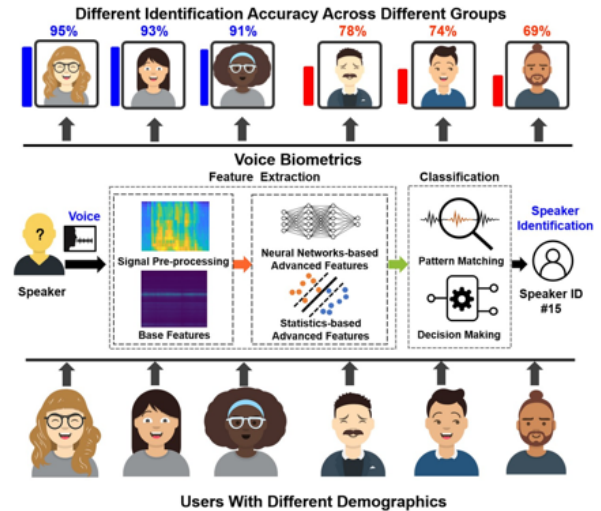 Different Identification Accuracy Across Different Groups
95% 93% 91% 78% 74% 69%
Voice Biometrics
Feature Extraction
Classification
Voice
?
Speaker
Signal Pre-processing
Base Features
Neural Networks-based
Advanced Features
Statistics-based
Advanced Features
Pattern Matching
Decision Making
Speaker
Identification
Speaker ID
#15
Users With Different Demographics